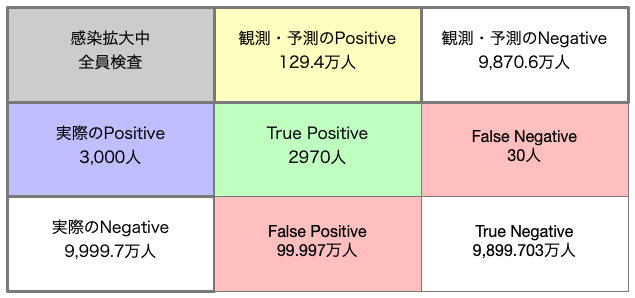 感染拡大中
全員検査
観測・予測のPositive
129.4万人
観測・予測のNegative
9,870.6万人
実際のPositive
3,000人
True Positive
2970人
False Negative
30人
実際のNegative
9,999.7万人
False Positive
99.997万人
True Negative
9,899.703万人